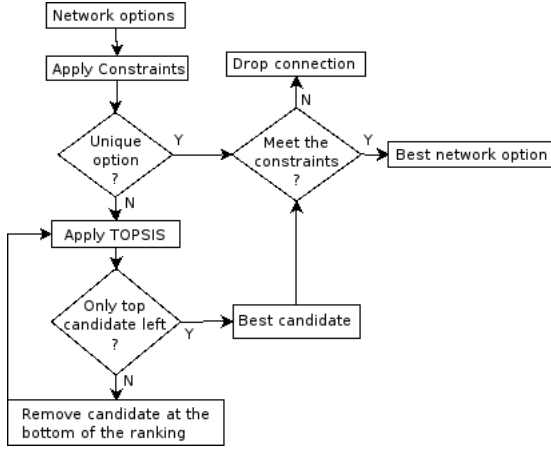 Network options
Apply Constraints
Drop connection
N
Unique
option
?
Y
Meet the
constraints
?
Y
Best network option
N
Apply TOPSIS
Only top
candidate left
?
Y
Best candidate
N
Remove candidate at the
bottom of the ranking